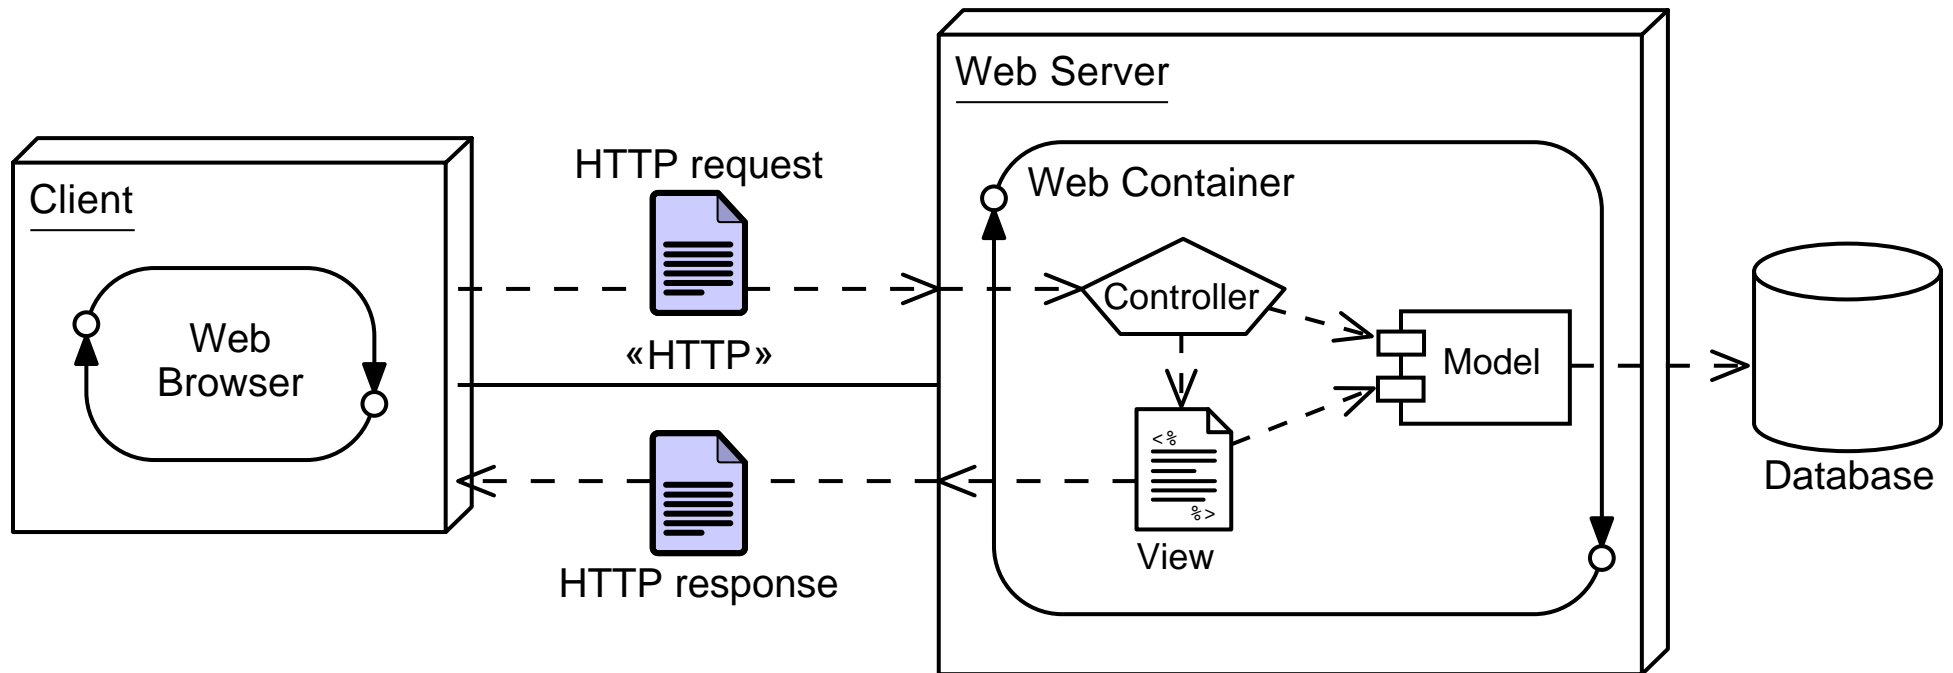 Web Server
HTTP request
Client
Web Container
Controller
Web
Browser
«HTTP»
Model
<%
%>
View
Database
HTTP response